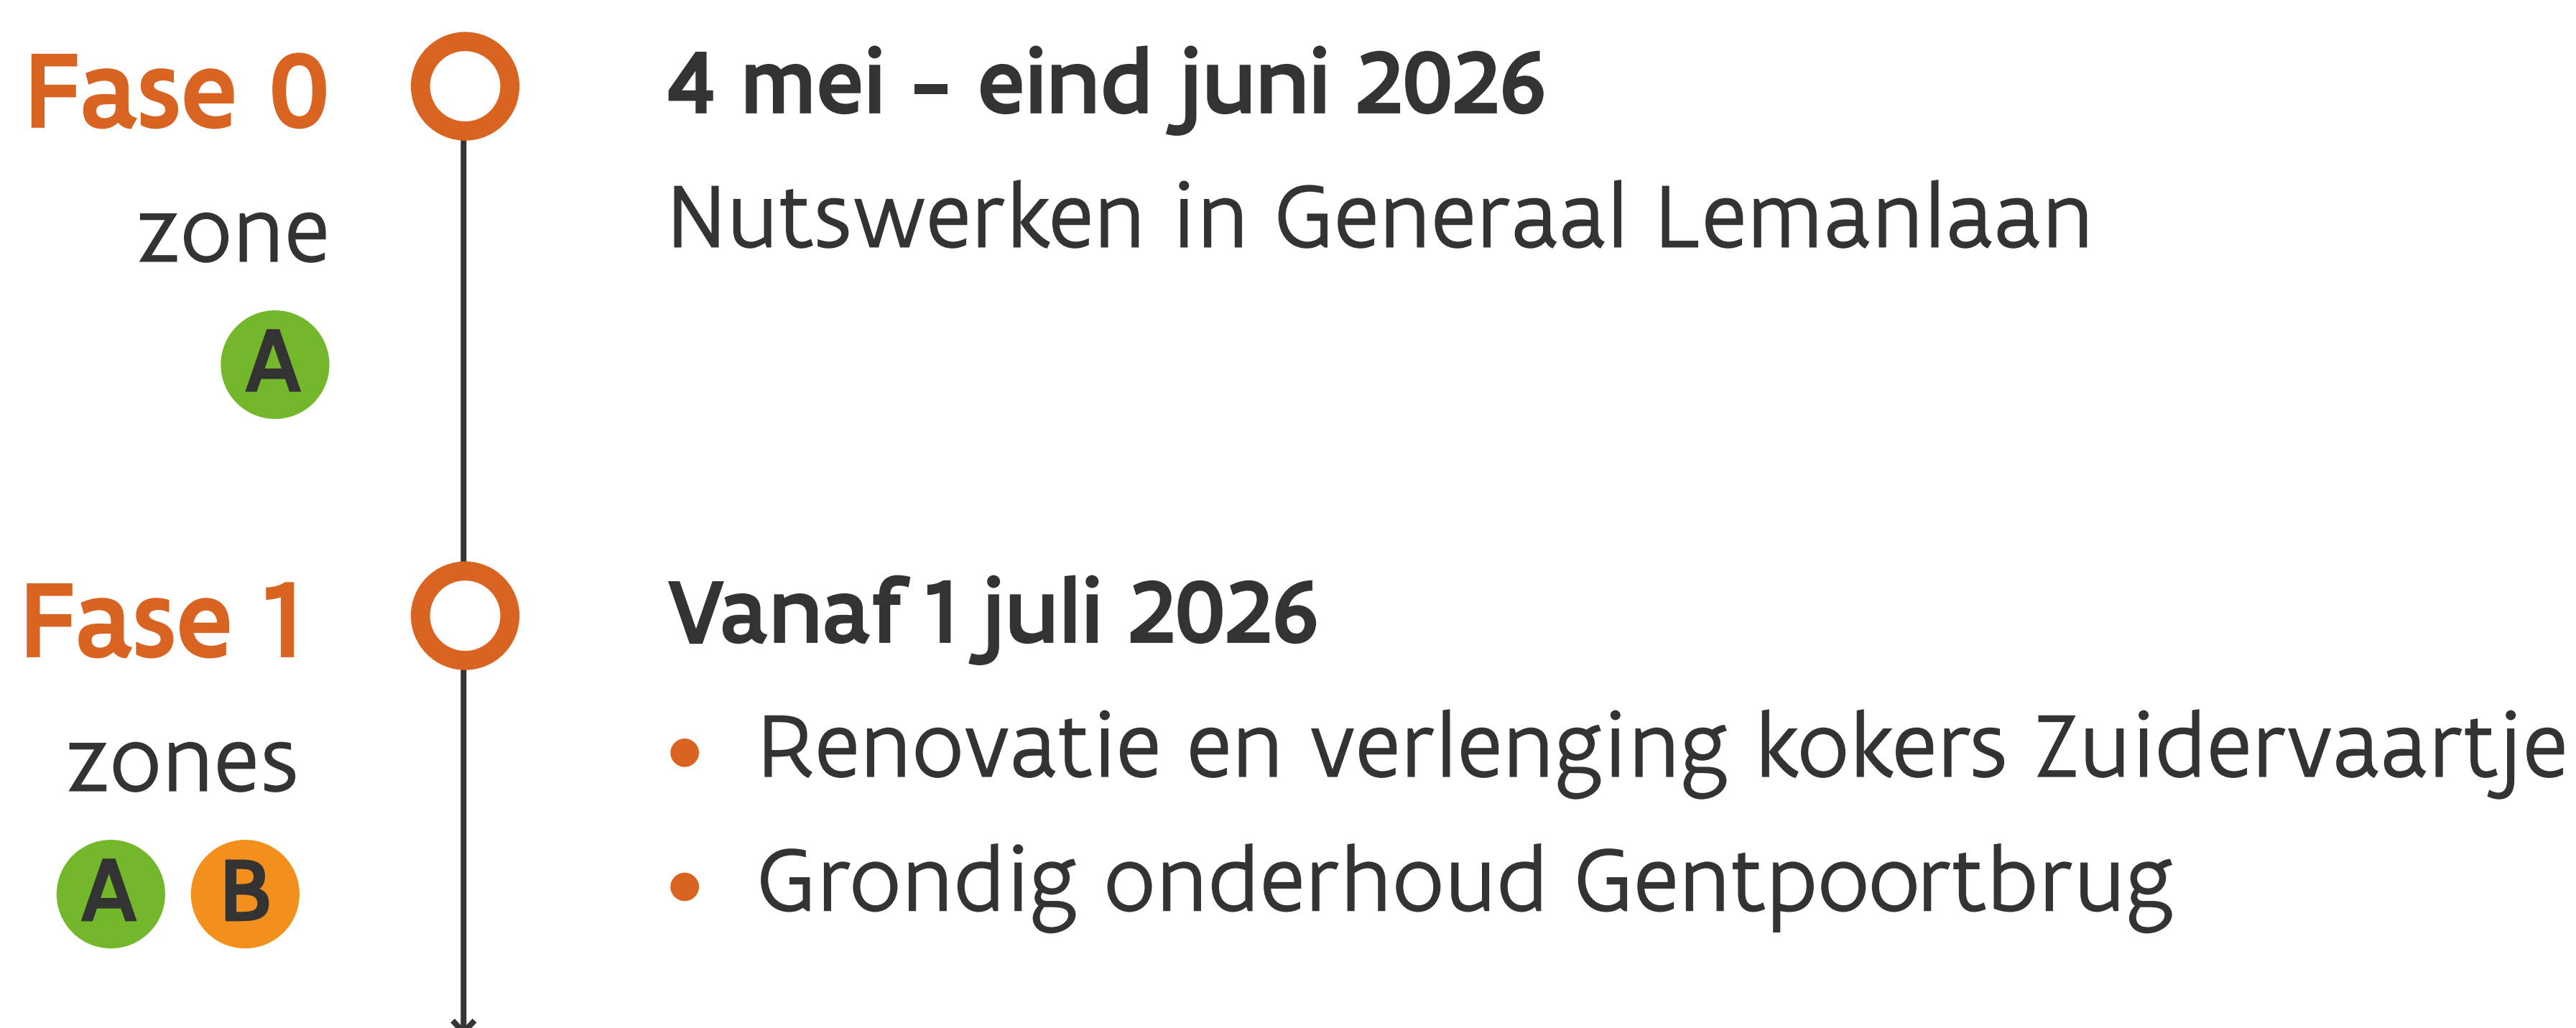 Fase 0
4 mei – eind juni 2026
zone
Nutswerken in Generaal Lemanlaan
A
Fase 1
Vanaf 1 juli 2026
zones
• Renovatie en verlenging kokers Zuidervaartje
A B
• Grondig onderhoud Gentpoortbrug